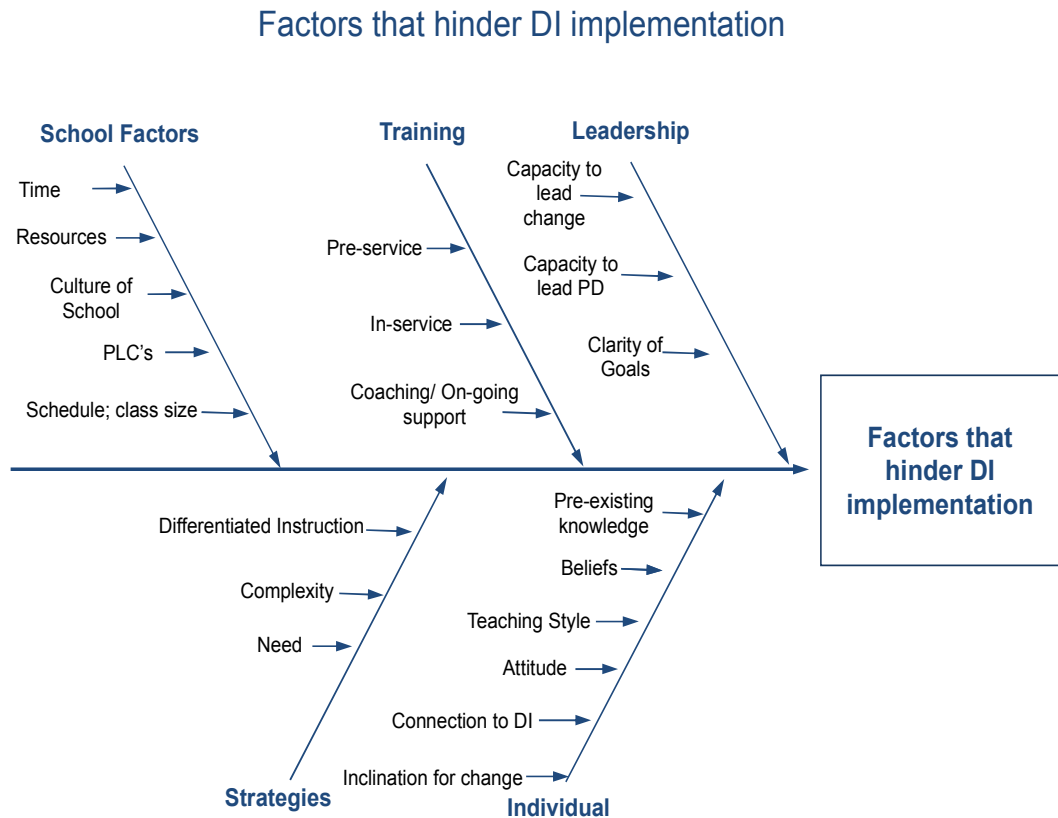 Factors that hinder DI implementation
School Factors
Time
Resources
Culture of
School
PLC's
Schedule; class size
Training
Pre-service
In-service
Coaching/ On-going
support
Leadership
Capacity to
lead
change
Capacity to
lead PD
Clarity of
Goals
Factors that
hinder DI
implementation
Differentiated Instruction
Complexity
Need
Strategies
Pre-existing
knowledge
Beliefs
Teaching Style
Attitude
Connection to DI
Inclination for change
Individual